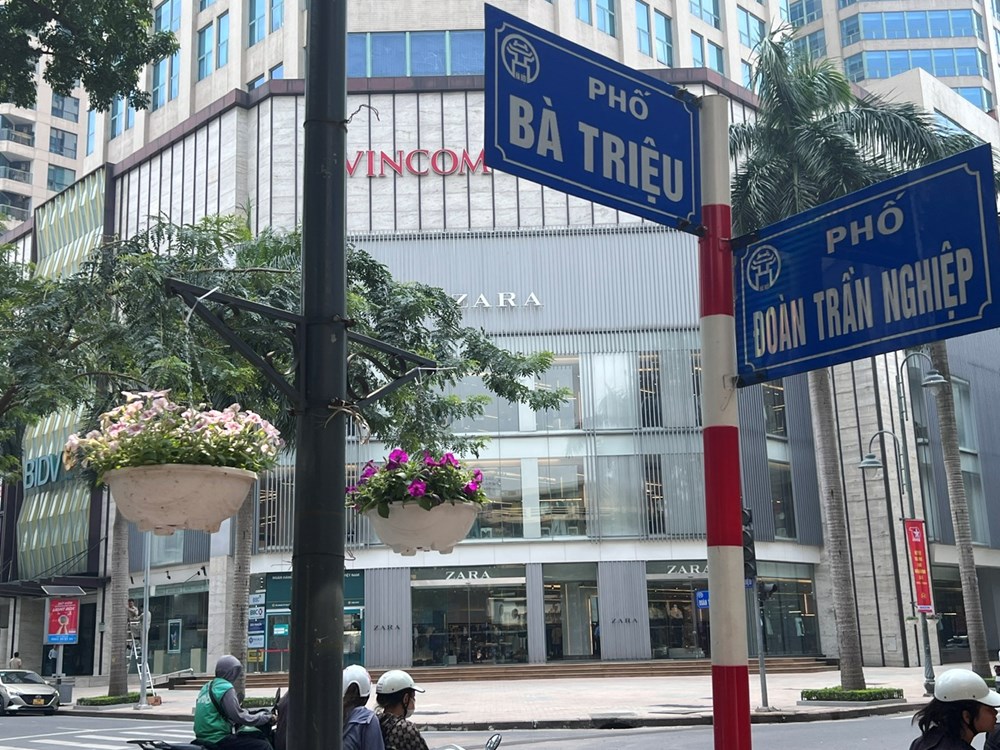 PHỐ
BÀ TRIỆU
PHỐ
ĐOÀN TRẦN NGHIỆP
VINCOM
ZARA
BIDV
ZARA
ZARA
ZARA
ZARA